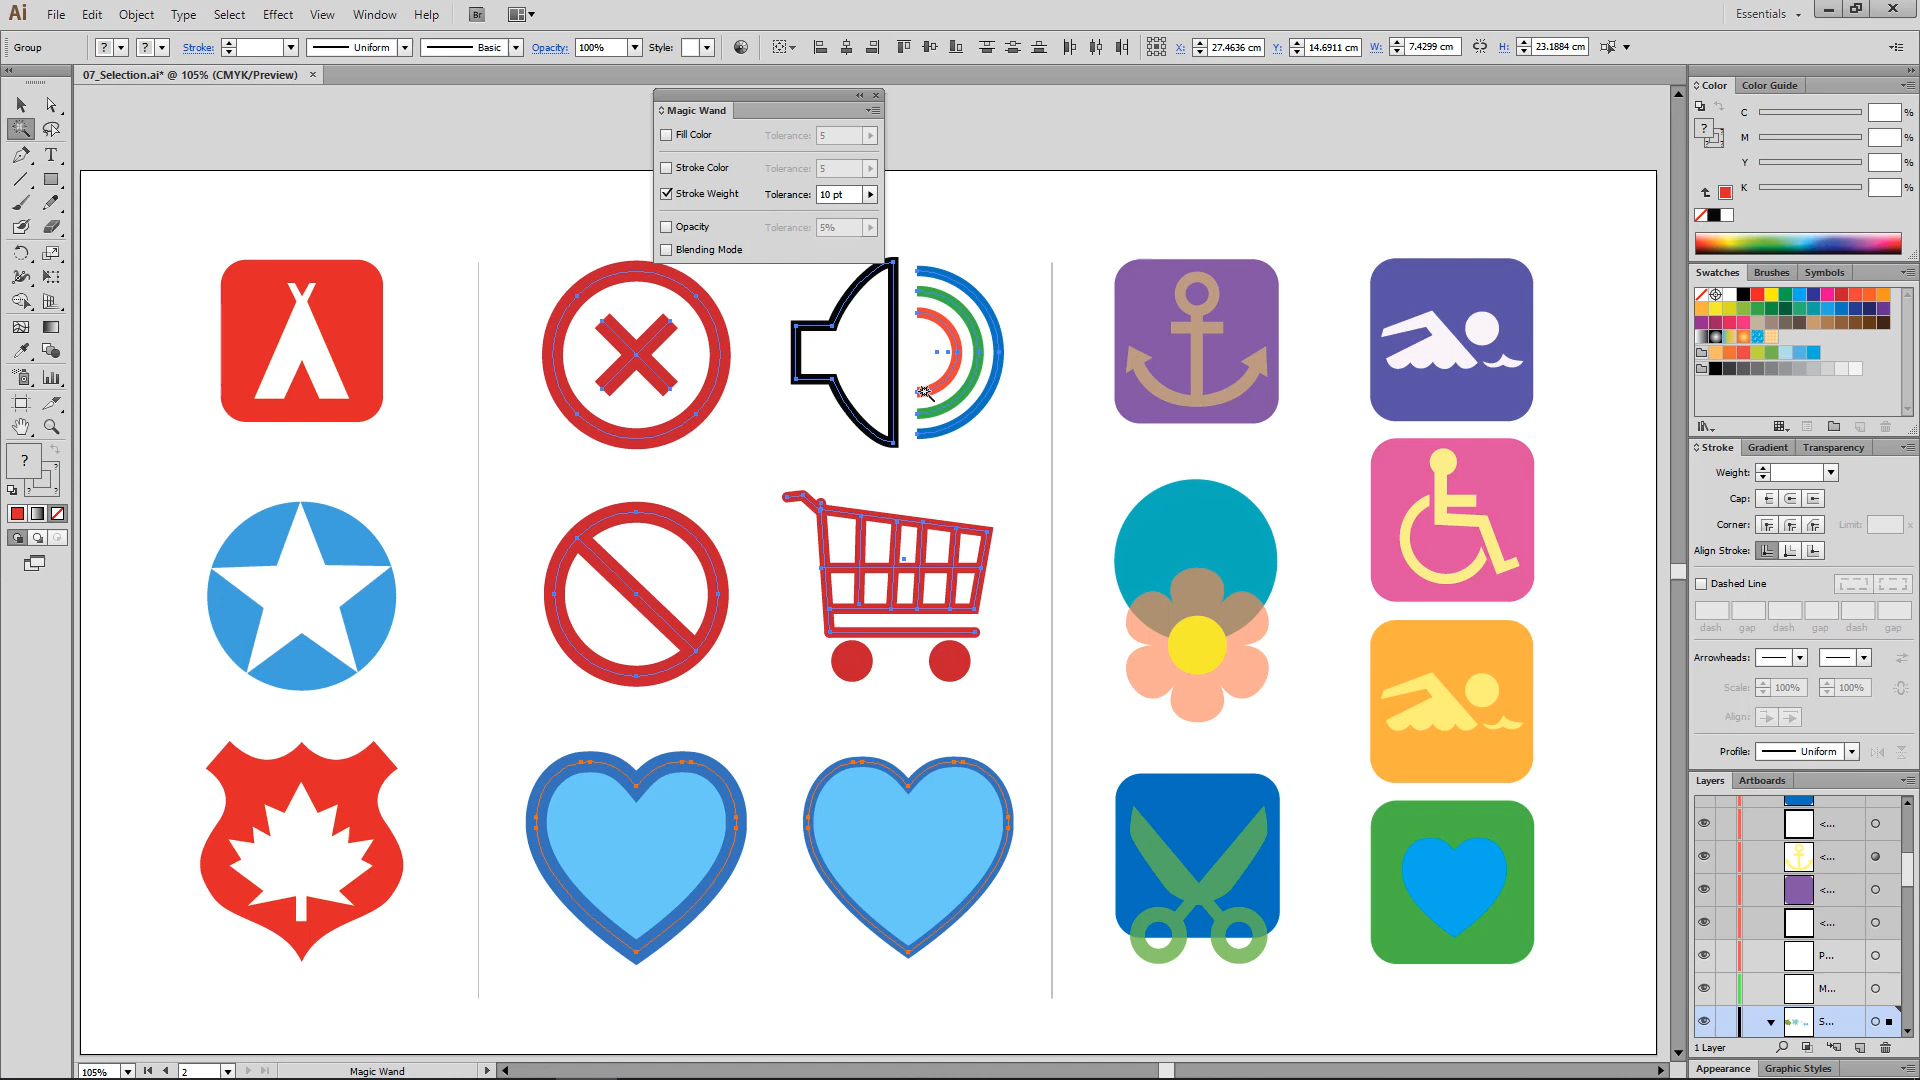 Ai File Edit Object Type Select Effect View Window Help Br Essentials
Group ? ? Stroke: Uniform Basic Opacity: 100% Style: X: 27.4636 cm Y: 14.6911 cm W: 7.4299 cm H: 23.1884 cm
07_Selection.ai* @ 105% (CMYK/Preview)
Magic Wand
Fill Color Tolerance: 5
Stroke Color Tolerance: 5
Stroke Weight Tolerance: 10 pt
Opacity Tolerance: 5%
Blending Mode
T
?
?
? ?
Color Color Guide
C %
? M %
Y %
K %
Swatches Brushes Symbols
Stroke Gradient Transparency
Weight:
Cap:
Corner: Limit: x
Align Stroke:
Dashed Line
dash gap dash gap dash gap
Arrowheads:
Scale: 100% 100%
Align:
Profile: Uniform
Layers Artboards
<...
<...
<...
<...
P...
M...
S...
1 Layer
Appearance Graphic Styles
105% 2 Magic Wand